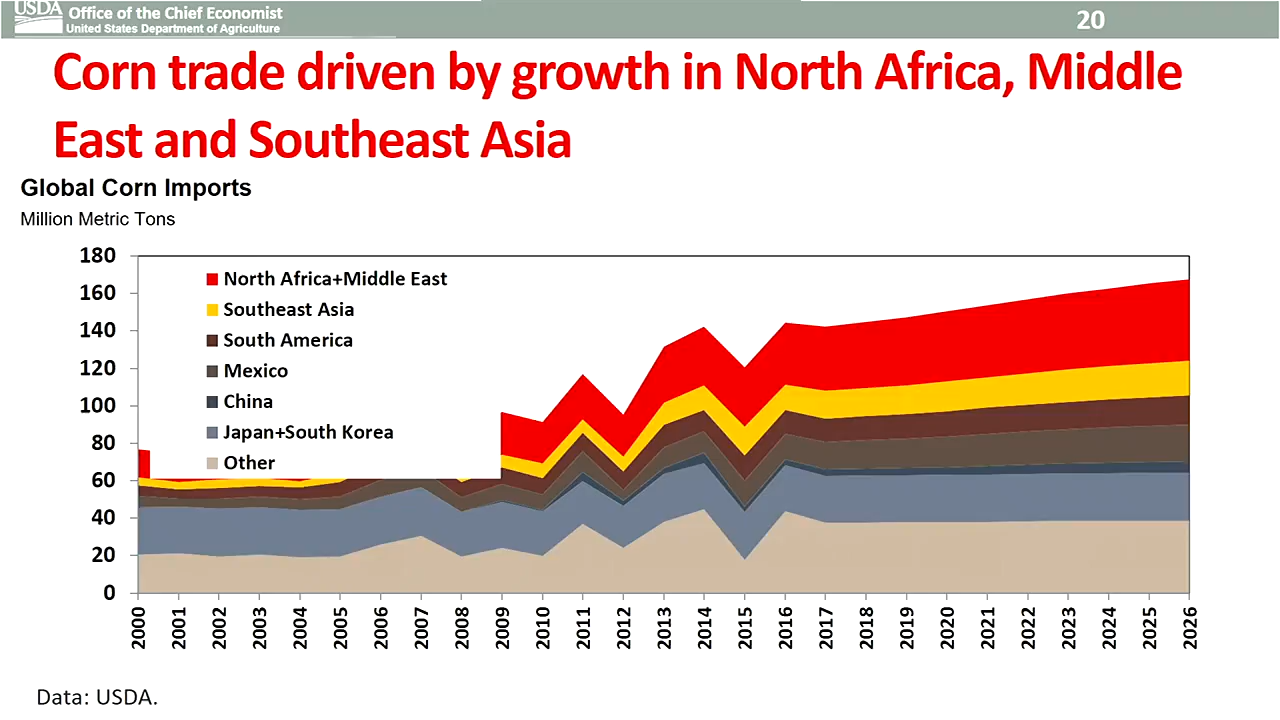 USDA Office of the Chief Economist
United States Department of Agriculture
20
Corn trade driven by growth in North Africa, Middle
East and Southeast Asia
Global Corn Imports
Million Metric Tons
180
160
140
120
100
80
60
40
20
0
North Africa+Middle East
Southeast Asia
South America
Mexico
China
Japan+South Korea
Other
2000 2001 2002 2003 2004 2005 2006 2007 2008 2009 2010 2011 2012 2013 2014 2015 2016 2017 2018 2019 2020 2021 2022 2023 2024 2025 2026
Data: USDA.